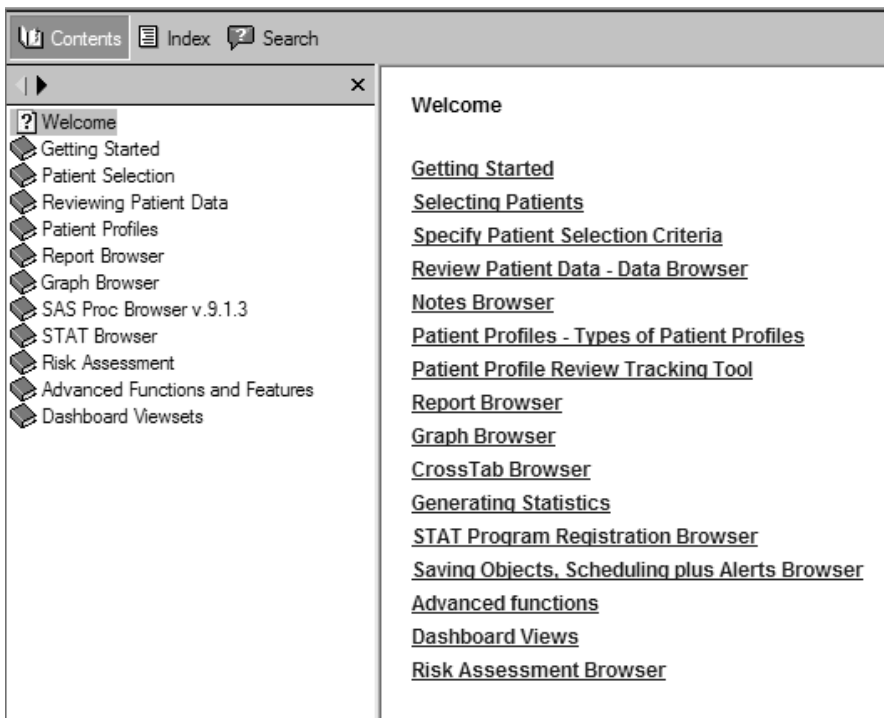 Contents Index Search
Welcome
Getting Started
Patient Selection
Reviewing Patient Data
Patient Profiles
Report Browser
Graph Browser
SAS Proc Browser v.9.1.3
STAT Browser
Risk Assessment
Advanced Functions and Features
Dashboard Viewsets
Welcome
Getting Started
Selecting Patients
Specify Patient Selection Criteria
Review Patient Data - Data Browser
Notes Browser
Patient Profiles - Types of Patient Profiles
Patient Profile Review Tracking Tool
Report Browser
Graph Browser
CrossTab Browser
Generating Statistics
STAT Program Registration Browser
Saving Objects, Scheduling plus Alerts Browser
Advanced functions
Dashboard Views
Risk Assessment Browser